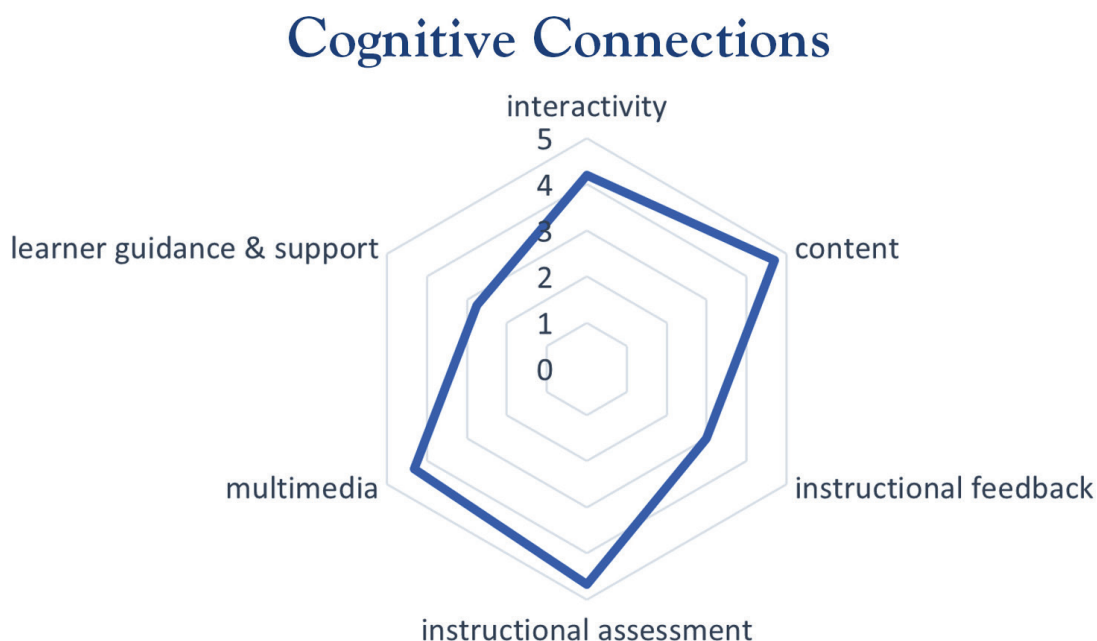 Cognitive Connections
interactivity
5
4
3
2
1
0
learner guidance & support
content
multimedia
instructional feedback
instructional assessment